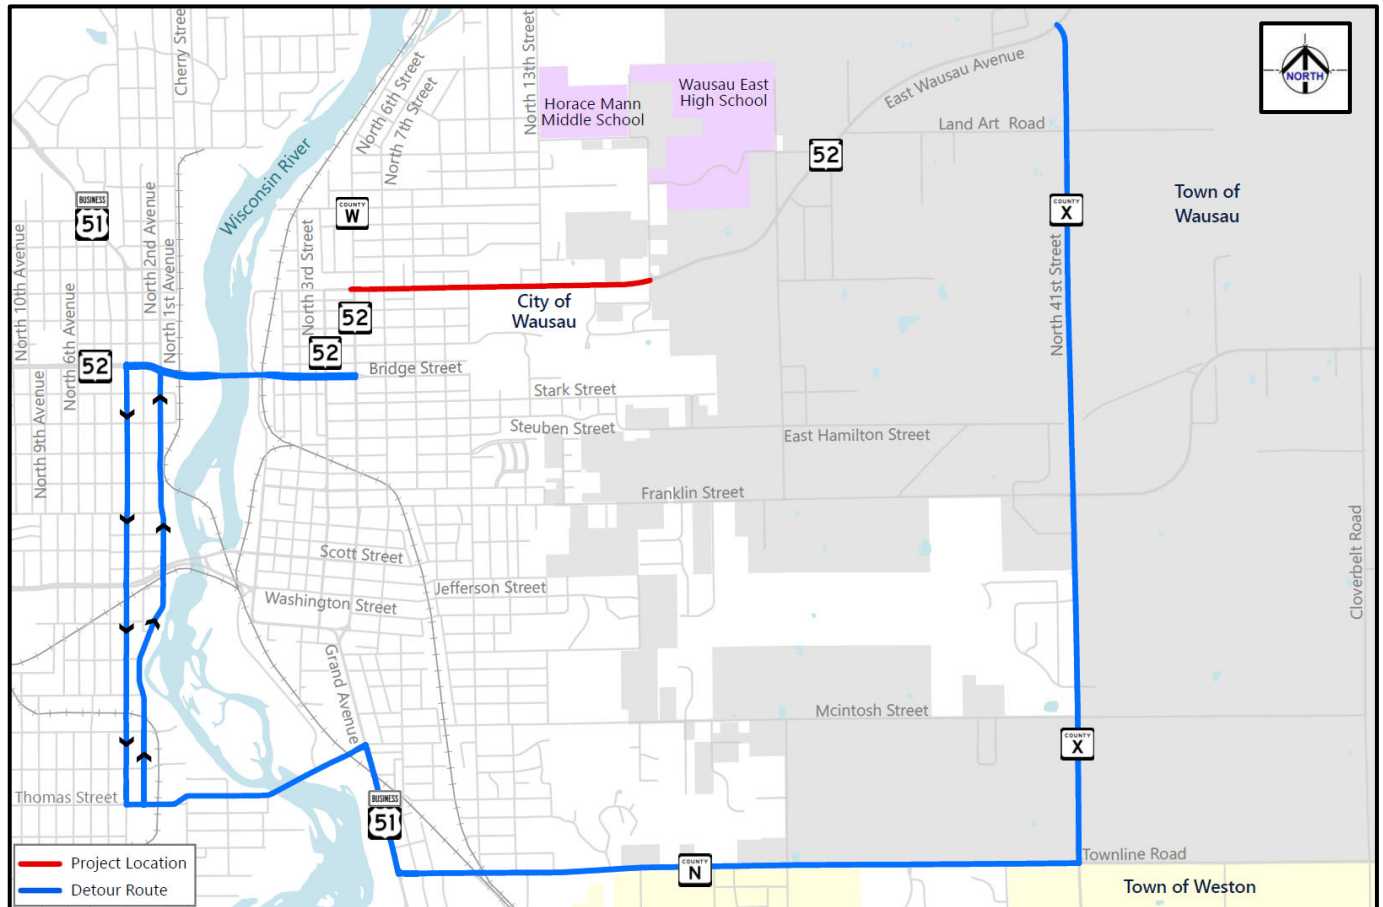 Cherry Street
North 6th Street
North 7th Street
North 13th Street
Horace Mann
Middle School
Wausau East
High School
East Wausau Avenue
Land Art Road
NORTH
52
Wisconsin River
BUSINESS
51
COUNTY
W
COUNTY
X
Town of
Wausau
North 10th Avenue
North 2nd Avenue
North 1st Avenue
North 3rd Street
North 41st Street
52
City of
Wausau
52
52
North 6th Avenue
Bridge Street
Stark Street
Steuben Street
East Hamilton Street
North 9th Avenue
Franklin Street
Scott Street
Jefferson Street
Washington Street
Cloverbelt Road
Grand Avenue
Mcintosh Street
COUNTY
X
Thomas Street
BUSINESS
51
COUNTY
N
Townline Road
Town of Weston
Project Location
Detour Route